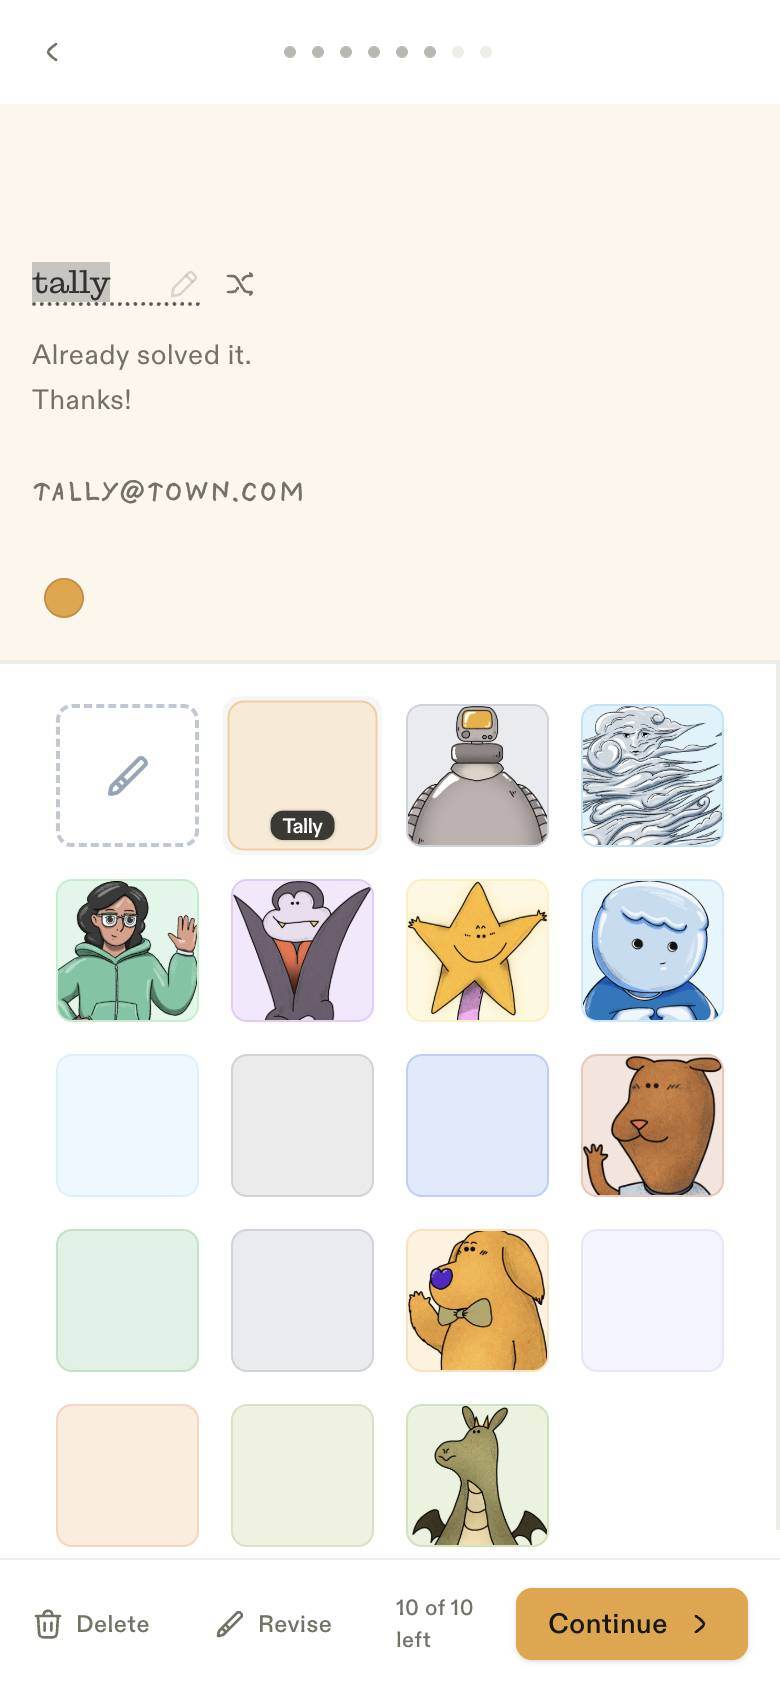 tally
Already solved it.
Thanks!
TALLY@TOWN.COM
Tally
Delete
Revise
10 of 10
left
Continue